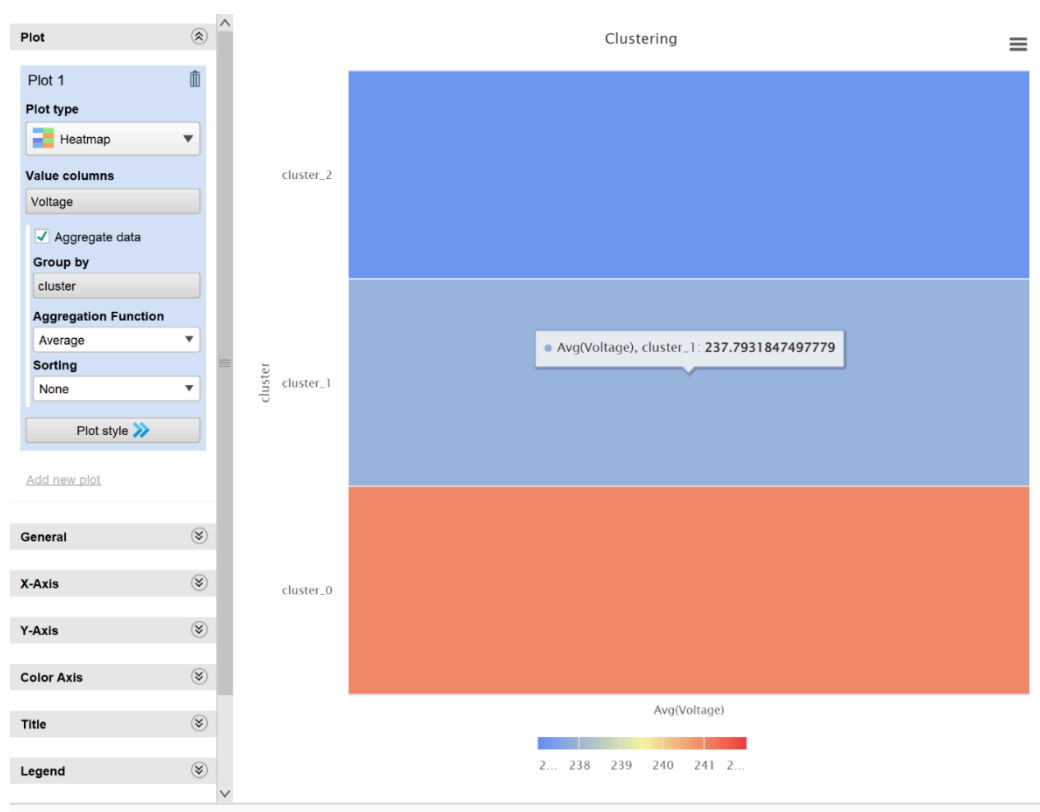 Plot
Plot 1
Plot type
Heatmap
Value columns
Voltage
Aggregate data
Group by
cluster
Aggregation Function
Average
Sorting
None
Plot style
Add new plot
General
X-Axis
Y-Axis
Color Axis
Title
Legend
Clustering
cluster
cluster_2
cluster_1
cluster_0
Avg(Voltage), cluster_1: 237.7931847497779
Avg(Voltage)
2... 238 239 240 241 2...